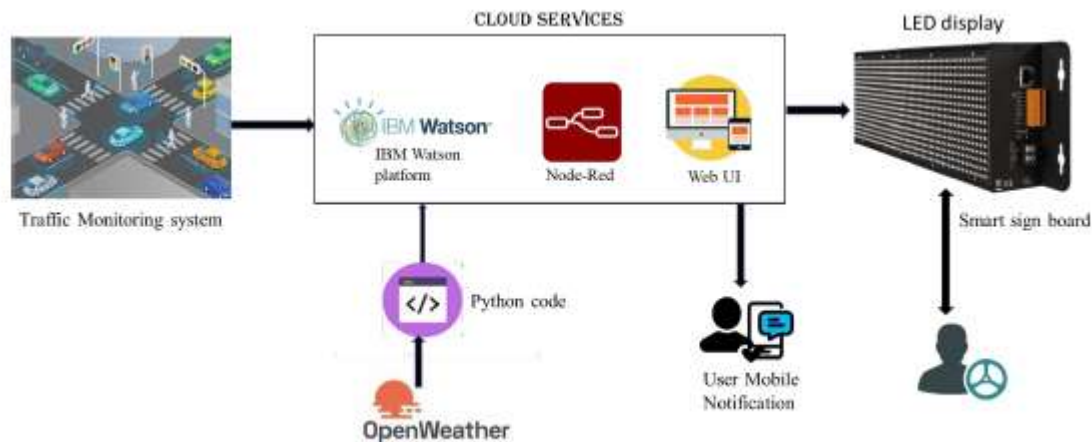 CLOUD SERVICES
LED display
IBM Watson
IBM Watson
platform
Node-Red
Web UI
Traffic Monitoring system
Smart sign board
</>
Python code
User Mobile
Notification
OpenWeather